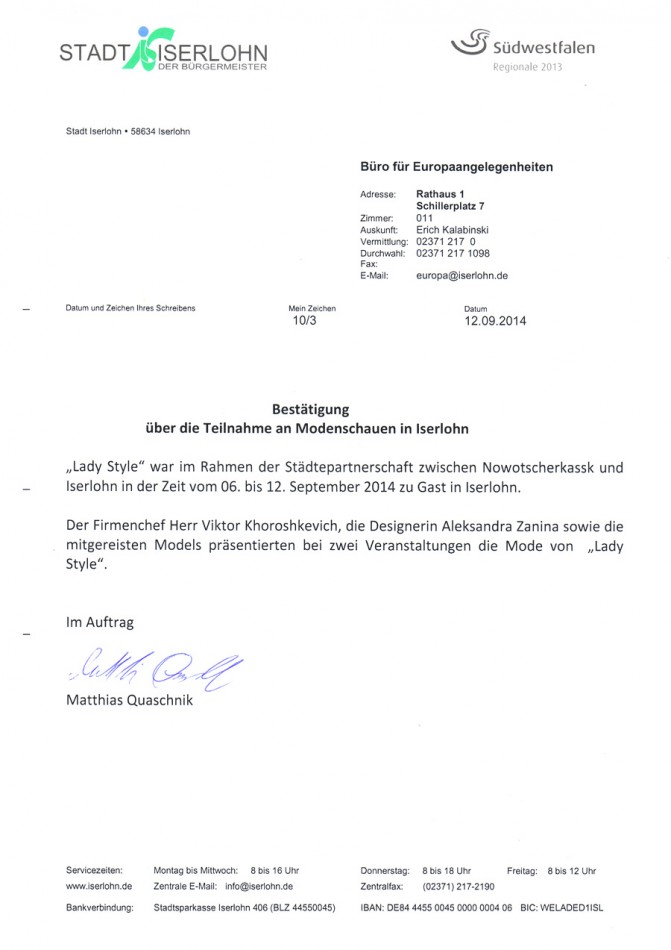 STADT ISERLOHN
DER BÜRGERMEISTER
Südwestfalen
Regionale 2013
Stadt Iserlohn • 58634 Iserlohn
Büro für Europaangelegenheiten
Adresse: Rathaus 1
Schillerplatz 7
Zimmer: 011
Auskunft: Erich Kalabinski
Vermittlung: 02371 217 0
Durchwahl: 02371 217 1098
Fax:
E-Mail: europa@iserlohn.de
Datum und Zeichen Ihres Schreibens Mein Zeichen Datum
10/3 12.09.2014
Bestätigung
über die Teilnahme an Modenschauen in Iserlohn
„Lady Style“ war im Rahmen der Städtepartnerschaft zwischen Nowotscherkassk und
Iserlohn in der Zeit vom 06. bis 12. September 2014 zu Gast in Iserlohn.
Der Firmenchef Herr Viktor Khoroshkevich, die Designerin Aleksandra Zanina sowie die
mitgereisten Models präsentierten bei zwei Veranstaltungen die Mode von „Lady
Style“.
Im Auftrag
Matthias Quaschnik
Servicezeiten: Montag bis Mittwoch: 8 bis 16 Uhr Donnerstag: 8 bis 18 Uhr Freitag: 8 bis 12 Uhr
www.iserlohn.de Zentrale E-Mail: info@iserlohn.de Zentralfax: (02371) 217-2190
Bankverbindung: Stadtsparkasse Iserlohn 406 (BLZ 44550045) IBAN: DE84 4455 0045 0000 0004 06 BIC: WELADED1ISL